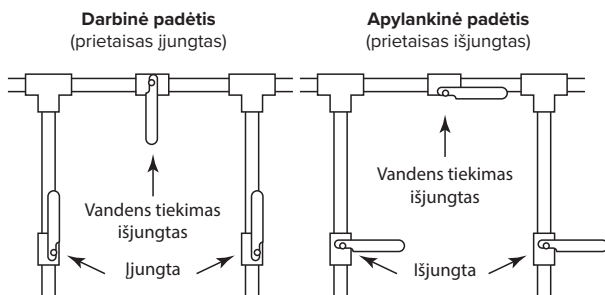 Darbinė padėtis
(prietaisas įjungtas)
Vandens tiekimas
išjungtas
Įjungta
Apylankinė padėtis
(prietaisas išjungtas)
Vandens tiekimas
išjungtas
Išjungta